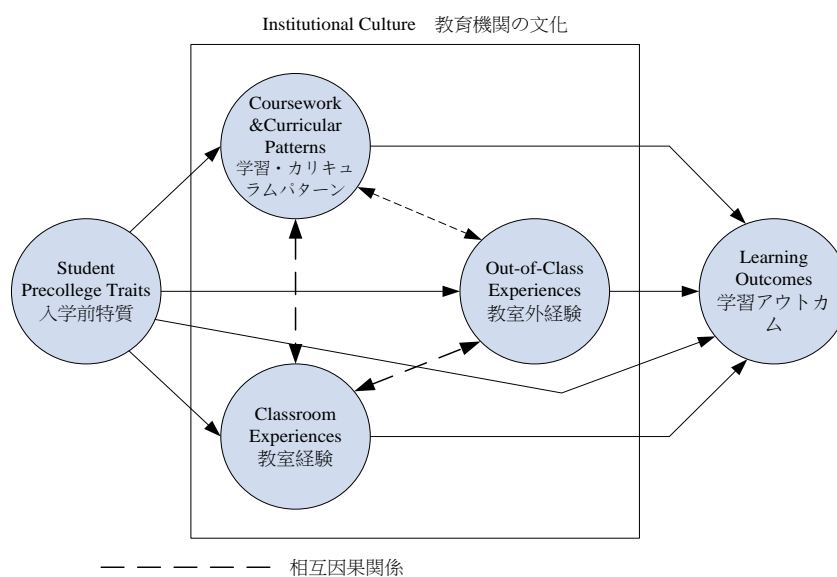 Institutional Culture 教育機関の文化
Coursework
&Curricular
Patterns
学習・カリキュ
ラムパターン
Student
Precollege Traits
入学前特質
Out-of-Class
Experiences
教室外経験
Learning
Outcomes
学習アウトカ
ム
Classroom
Experiences
教室経験
相互因果関係